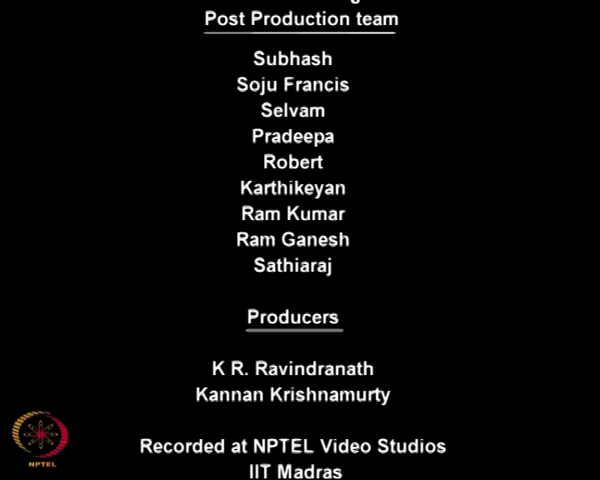 Post Production team
Subhash
Soju Francis
Selvam
Pradeepa
Robert
Karthikeyan
Ram Kumar
Ram Ganesh
Sathiaraj
Producers
K R. Ravindranath
Kannan Krishnamurty
Recorded at NPTEL Video Studios
IIT Madras
NPTEL